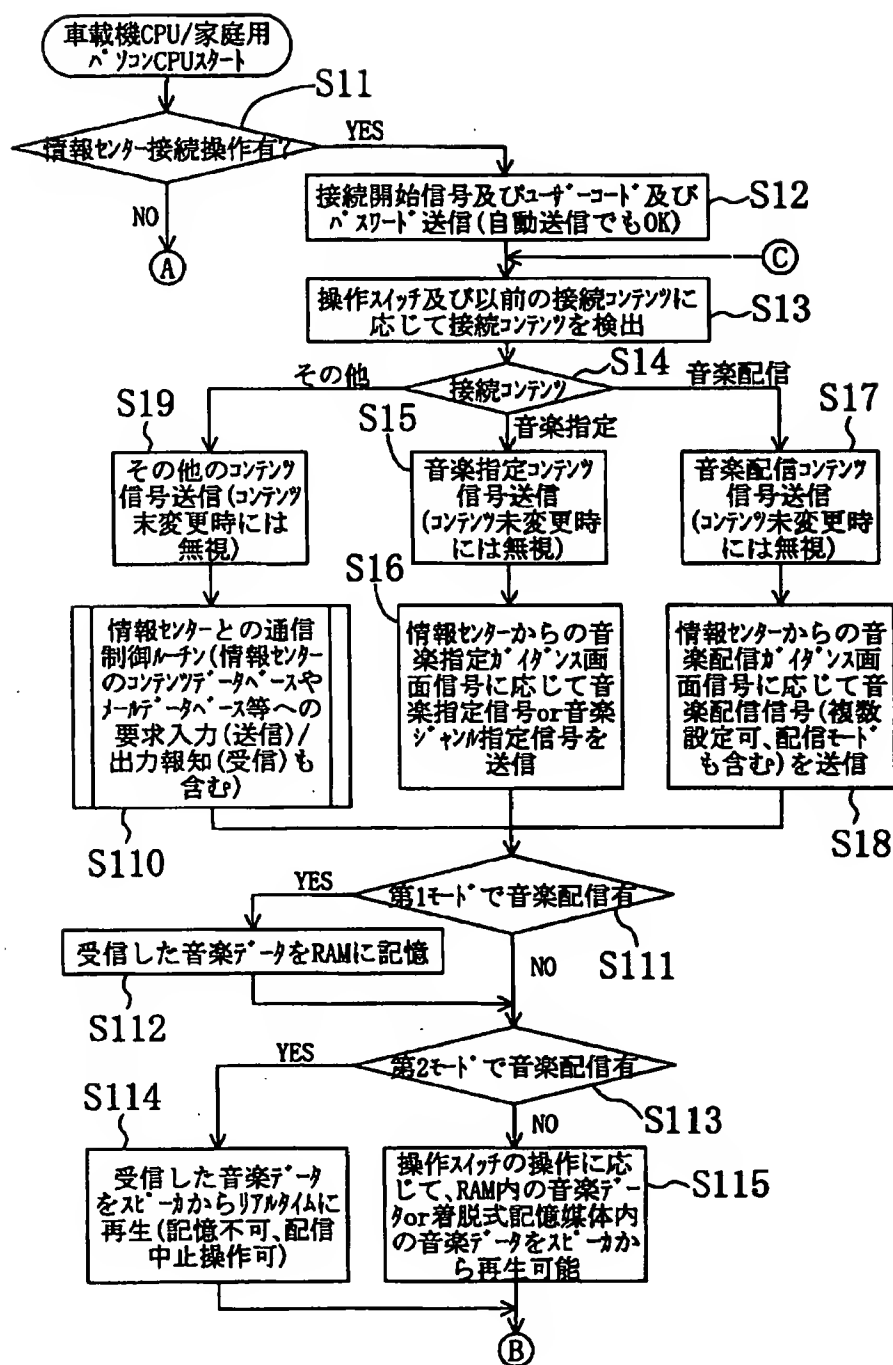 車載機CPU/家庭用
ﾊﾟｿｺﾝCPUｽﾀｰﾄ
S11
情報ｾﾝﾀｰ接続操作有?
YES
NO
A
接続開始信号及びﾕｰｻﾞｰｺｰﾄﾞ及び
ﾊﾟｽﾜｰﾄﾞ送信(自動送信でもOK)
S12
C
操作ｽｲｯﾁ及び以前の接続ｺﾝﾃﾝﾂに
応じて接続ｺﾝﾃﾝﾂを検出
S13
S14
接続ｺﾝﾃﾝﾂ
その他
音楽配信
音楽指定
S19
その他のｺﾝﾃﾝﾂ
信号送信(ｺﾝﾃﾝﾂ
末変更時には
無視)
S15
音楽指定ｺﾝﾃﾝﾂ
信号送信
(ｺﾝﾃﾝﾂ未変更時
には無視)
S17
音楽配信ｺﾝﾃﾝﾂ
信号送信
(ｺﾝﾃﾝﾂ未変更時
には無視)
情報ｾﾝﾀｰとの通信
制御ﾙｰﾁﾝ(情報ｾﾝﾀｰ
のｺﾝﾃﾝﾂﾃﾞｰﾀﾍﾞｰｽや
ﾒｰﾙﾃﾞｰﾀﾍﾞｰｽ等への
要求入力(送信)/
出力報知(受信)も
含む)
S110
S16
情報ｾﾝﾀｰからの音
楽指定ｶﾞｲﾀﾞﾝｽ画
面信号に応じて音
楽指定信号or音楽
ｼﾞｬﾝﾙ指定信号を
送信
情報ｾﾝﾀｰからの音
楽配信ｶﾞｲﾀﾞﾝｽ画
面信号に応じて音
楽配信信号(複数
設定可、配信ﾓｰﾄﾞ
も含む)を送信
S18
YES
第1ﾓｰﾄﾞで音楽配信有
S111
NO
受信した音楽ﾃﾞｰﾀをRAMに記憶
S112
YES
第2ﾓｰﾄﾞで音楽配信有
S113
NO
S114
受信した音楽ﾃﾞｰﾀ
をｽﾋﾟｰｶからﾘｱﾙﾀｲﾑに
再生(記憶不可、配信
中止操作可)
操作ｽｲｯﾁの操作に応
じて、RAM内の音楽ﾃﾞｰ
ﾀor着脱式記憶媒体内
の音楽ﾃﾞｰﾀをｽﾋﾟｰｶか
ら再生可能
S115
B